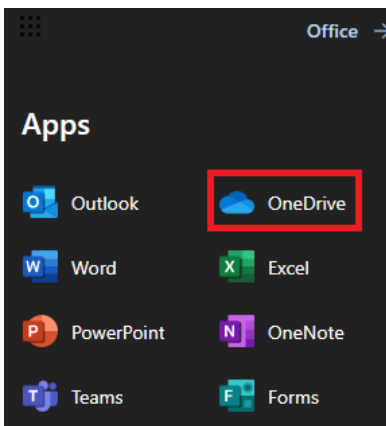 Office →
Apps
Outlook
OneDrive
W Word
X Excel
P PowerPoint
N OneNote
T Teams
F Forms